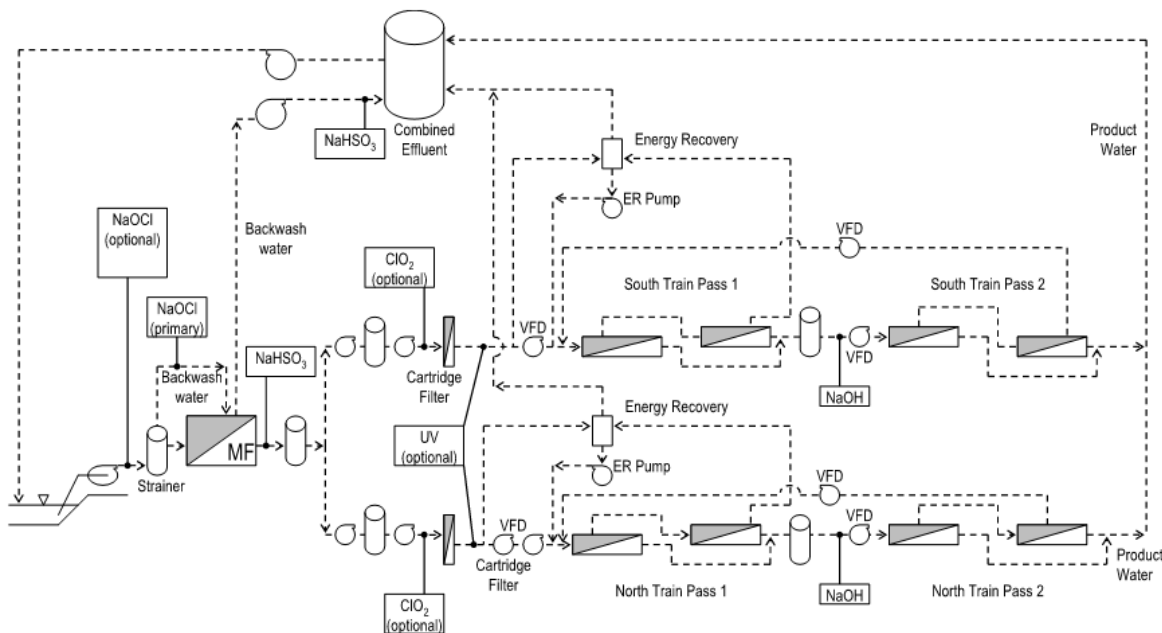 NaHSO3
Combined
Effluent
Energy Recovery
Product
Water
ER Pump
NaOCl
(optional)
Backwash
water
ClO2
(optional)
VFD
NaOCl
(primary)
South Train Pass 1
South Train Pass 2
VFD
NaHSO3
Backwash
water
Cartridge
Filter
VFD
NaOH
Energy Recovery
MF
UV
(optional)
Strainer
ER Pump
VFD
VFD
VFD
Cartridge
Filter
Product
Water
ClO2
(optional)
North Train Pass 1
NaOH
North Train Pass 2